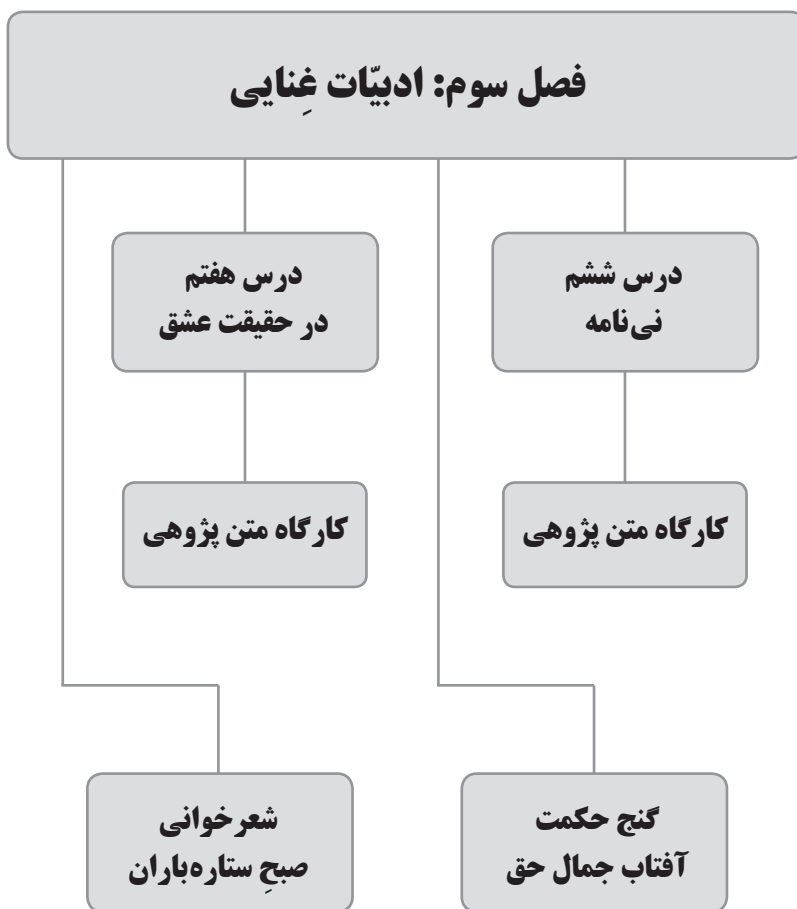 فصل سوم: ادبیّات غِنایی
درس ششم
نی‌نامه
کارگاه متن پژوهی
گنج حکمت
آفتاب جمال حق
درس هفتم
در حقیقت عشق
کارگاه متن پژوهی
شعرخوانی
صبحِ ستاره‌باران